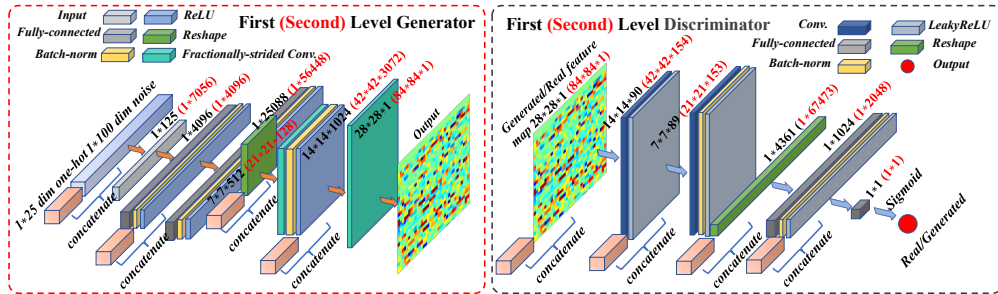 First (Second) Level Generator
Input
ReLU
Fully-connected
Reshape
Batch-norm
Fractionally-strided Conv.
1*25 dim one-hot
1*100 dim noise
concatenate
1*125 (1*7056)
concatenate
1*4096 (1*4096)
concatenate
1*25088 (1*56448)
7*7*512 (21*21*128)
concatenate
14*14*1024 (42*42*3072)
28*28*1 (84*84*1)
Output
First (Second) Level Discriminator
Conv.
LeakyReLU
Fully-connected
Reshape
Batch-norm
Output
Generated/Real feature
map 28*28*1 (84*84*1)
concatenate
14*14*90 (42*42*154)
concatenate
7*7*89 (21*21*153)
1*4361 (1*67473)
concatenate
1*1024 (1*2048)
concatenate
1*1 (1*1)
Sigmoid
Real/Generated